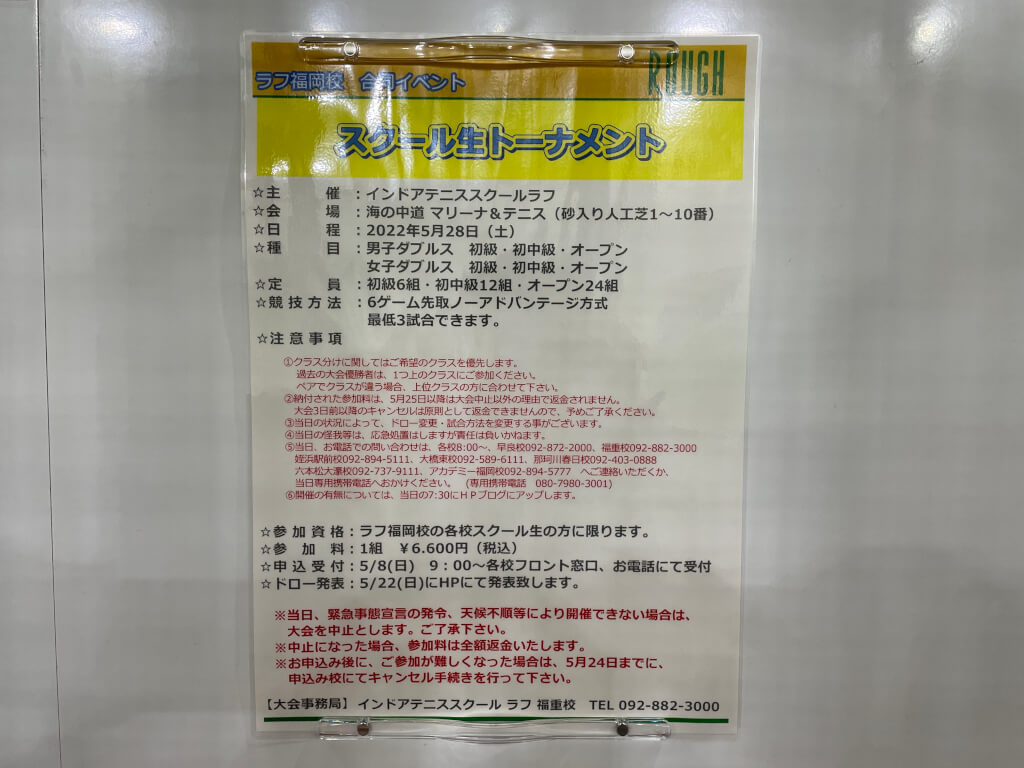 ラフ福岡校 合同イベント
ROUGH
スクール生トーナメント
☆主催：インドアテニススクールラフ
☆会場：海の中道 マリーナ＆テニス（砂入り人工芝1～10番）
☆日程：2022年5月28日（土）
☆種目：男子ダブルス 初級・初中級・オープン
女子ダブルス 初級・初中級・オープン
☆定員：初級6組・初中級12組・オープン24組
☆競技方法：6ゲーム先取ノーアドバンテージ方式
最低3試合できます。
☆注意事項
①クラス分けに関してはご希望のクラスを優先します。
過去の大会優勝者は、1つ上のクラスにご参加ください。
ペアでクラスが違う場合、上位クラスの方に合わせて下さい。
②納付された参加料は、5月25日以降は大会中止以外の理由で返金されません。
大会3日前以降のキャンセルは原則として返金できませんので、予めご了承ください。
③当日の状況によって、ドロー変更・試合方法を変更する事がございます。
④当日の怪我等は、応急処置はしますが責任は負いかねます。
⑤当日、お電話での問い合わせは、各校8:00～、早良校092-872-2000、福重校092-882-3000
姪浜駅前校092-894-5111、大橋東校092-589-6111、那珂川春日校092-403-0888
六本松大濠校092-737-9111、アカデミー福岡校092-894-5777 へご連絡いただくか、
当日専用携帯電話へおかけください。（専用携帯電話 080-7980-3001）
⑥開催の有無については、当日の7:30にＨＰブログにアップします。
☆参加資格：ラフ福岡校の各校スクール生の方に限ります。
☆参加料：1組 ￥6.600円（税込）
☆申込受付：5/8(日) 9：00～各校フロント窓口、お電話にて受付
☆ドロー発表：5/22(日)にHPにて発表致します。
※当日、緊急事態宣言の発令、天候不順等により開催できない場合は、
大会を中止とします。ご了承下さい。
※中止になった場合、参加料は全額返金いたします。
※お申込み後に、ご参加が難しくなった場合は、5月24日までに、
申込み校にてキャンセル手続きを行って下さい。
【大会事務局】インドアテニススクール ラフ 福重校 TEL 092-882-3000